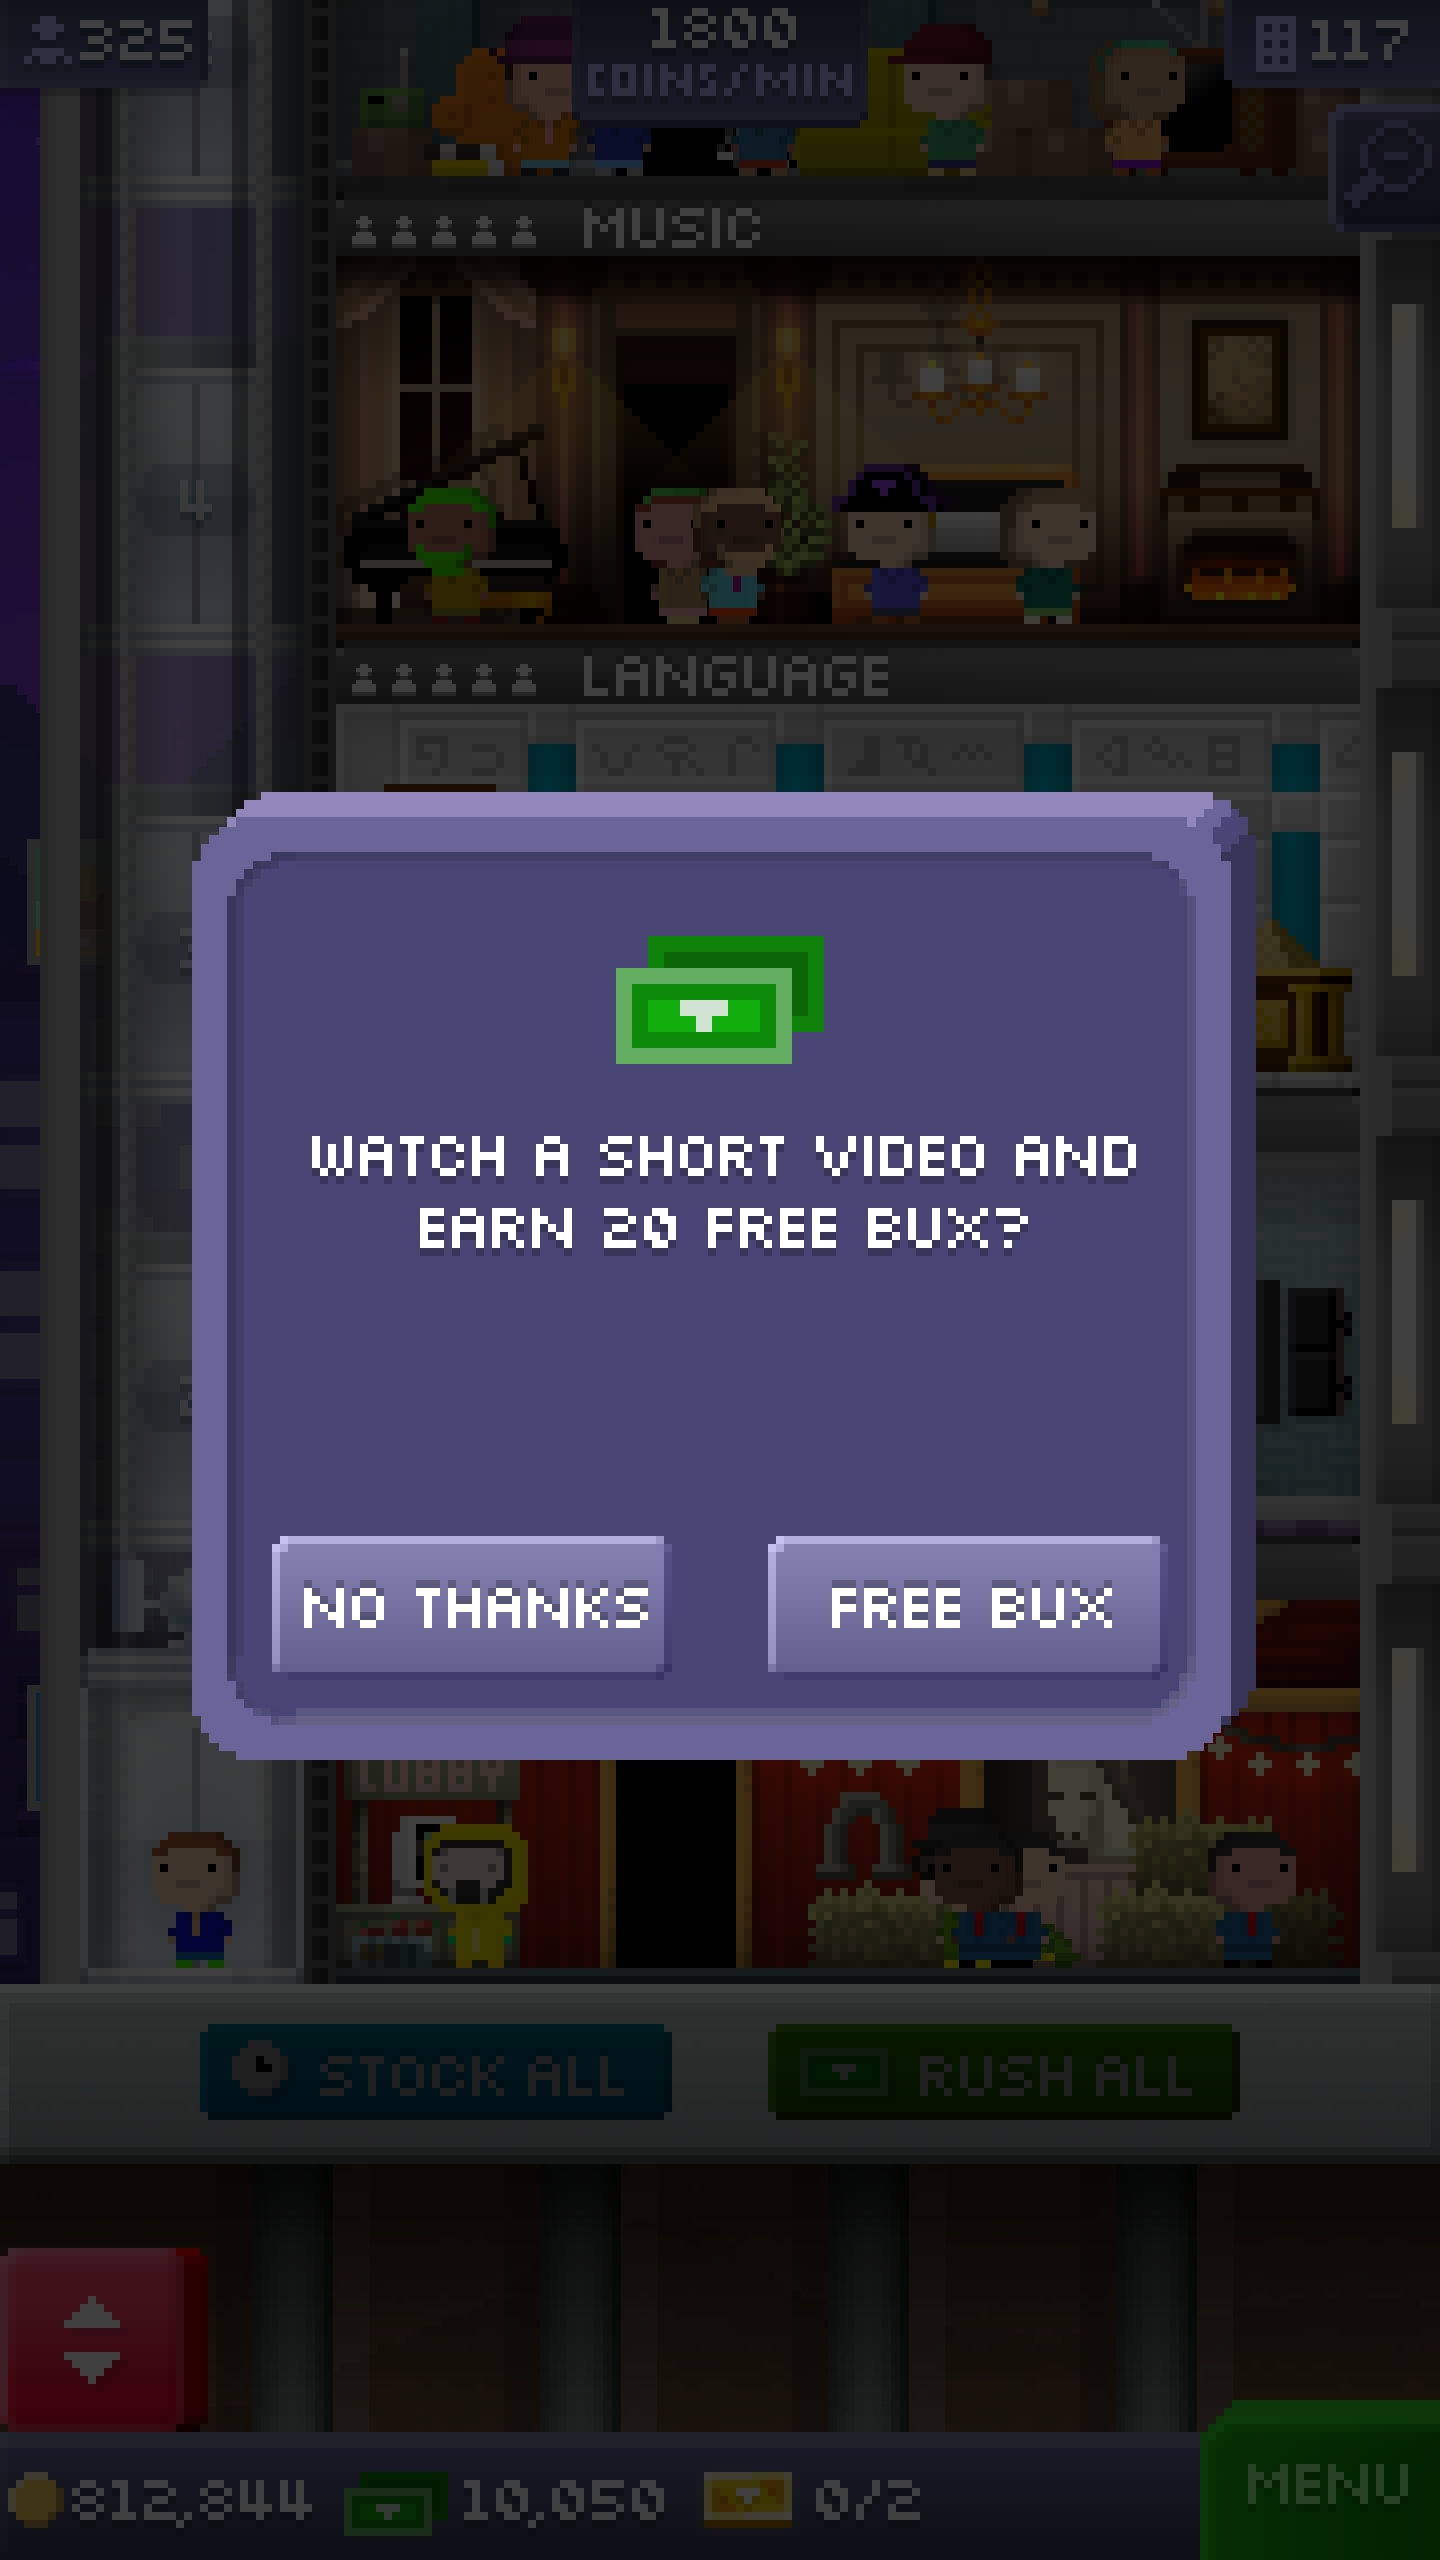 325
1800
COINS/MIN
117
MUSIC
4
LANGUAGE
WATCH A SHORT VIDEO AND
EARN 20 FREE BUX?
NO THANKS
FREE BUX
LOBBY
STOCK ALL
RUSH ALL
812,844
10,050
0/2
MENU